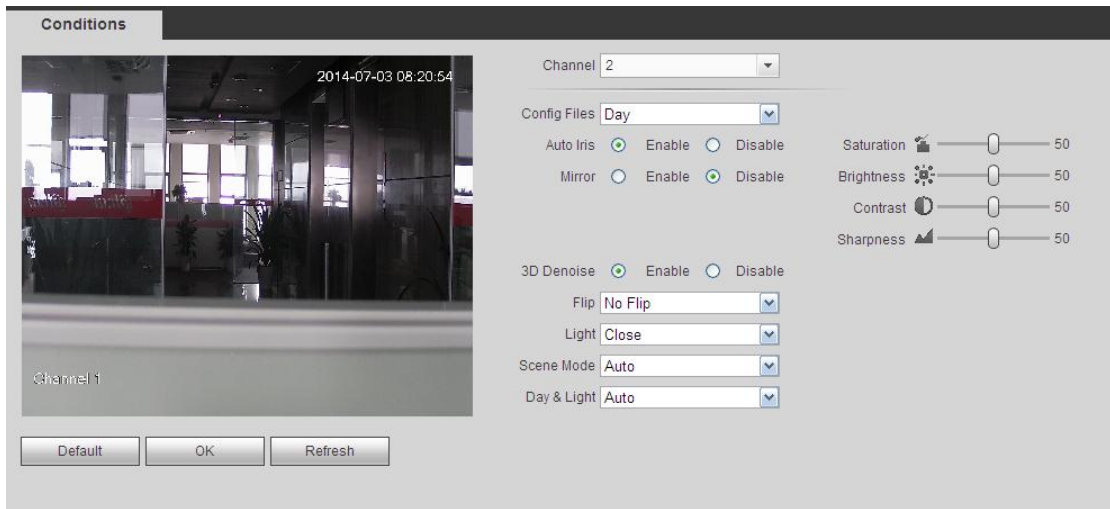 Conditions
2014-07-03 08:20:54
Channel 1
Channel 2
Config Files Day
Auto Iris Enable Disable
Mirror Enable Disable
Saturation 50
Brightness 50
Contrast 50
Sharpness 50
3D Denoise Enable Disable
Flip No Flip
Light Close
Scene Mode Auto
Day & Light Auto
Default OK Refresh